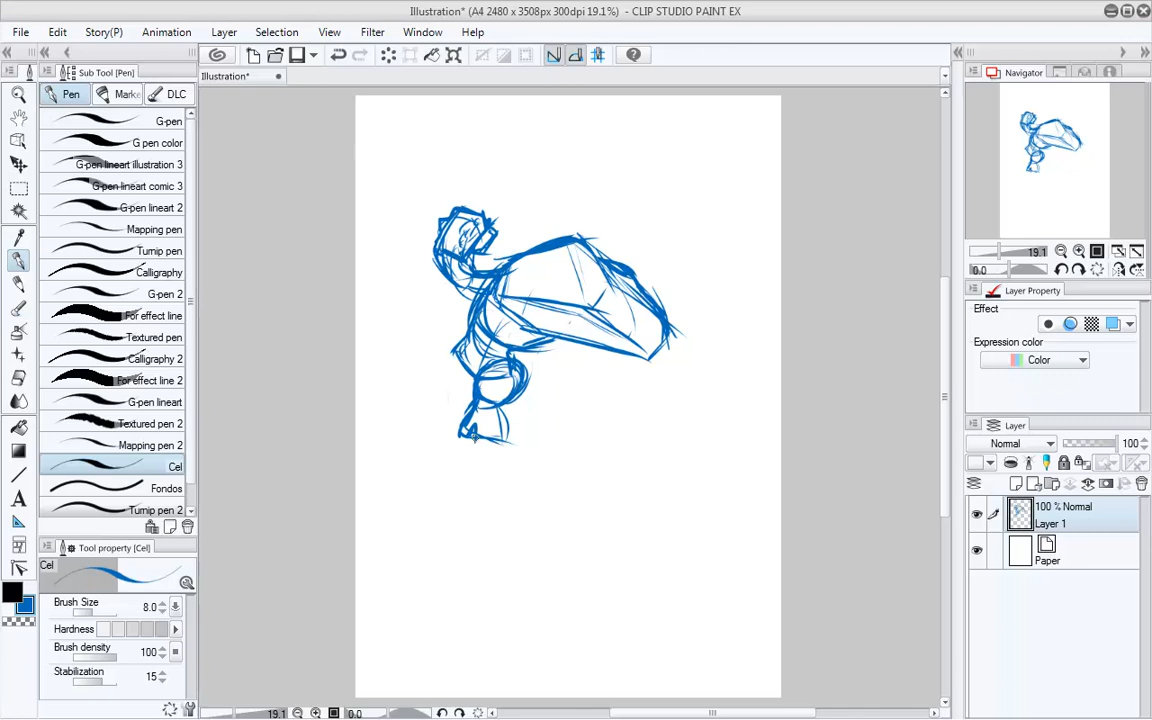 Illustration* (A4 2480 x 3508px 300dpi 19.1%) - CLIP STUDIO PAINT EX
File Edit Story(P) Animation Layer Selection View Filter Window Help
Sub Tool [Pen]
Illustration*
Navigator
Pen Marke DLC
G-pen
G pen color
G-pen lineart illustration 3
G-pen lineart comic 3
G-pen lineart 2
Mapping pen
Turnip pen
Calligraphy
G-pen 2
For effect line
Textured pen
Calligraphy 2
For effect line 2
G-pen lineart
Textured pen 2
Mapping pen 2
Cel
Fondos
Turnip pen 2
Tool property [Cel]
Cel
Brush Size 8.0
Hardness
Brush density 100
Stabilization 15
19.1 0.0
19.1
0.0
Layer Property
Effect
Expression color
Color
Layer
Normal 100
100 % Normal
Layer 1
Paper